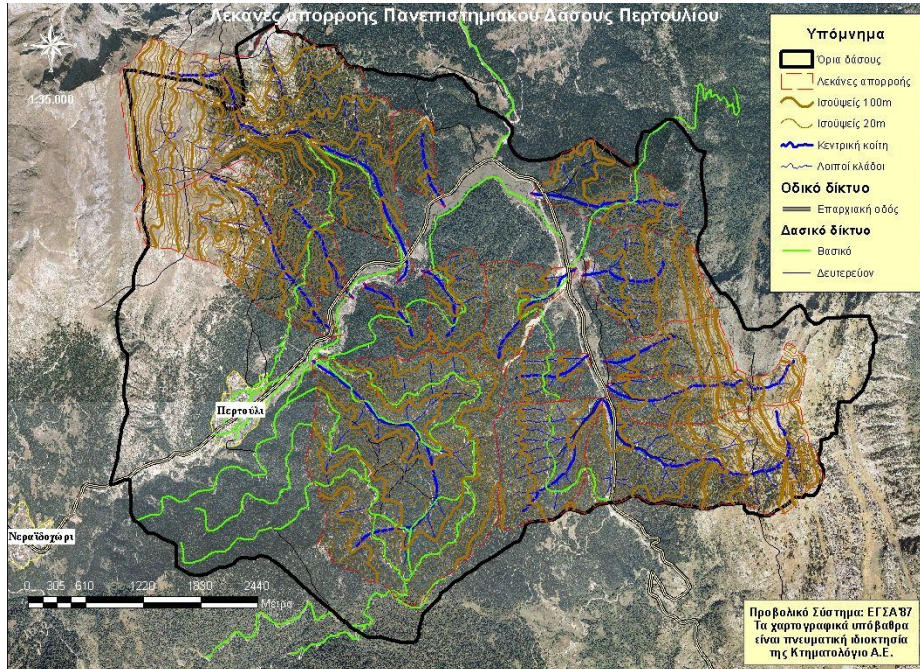 Λεκάνες απορροής Πανεπιστημιακού Δάσους Περτουλίου
1:35.000
Υπόμνημα
Όρια δάσους
Λεκάνες απορροής
Ισοϋψείς 100m
Ισοϋψείς 20m
Κεντρική κοίτη
Λοιποί κλάδοι
Οδικό δίκτυο
Επαρχιακή οδός
Δασικό δίκτυο
Βασικό
Δευτερεύον
Περτούλι
Νεραϊδοχώρι
0 305 610 1220 1830 2440
Μέτρα
Προβολικό Σύστημα: ΕΓΣΑ'87
Τα χαρτογραφικά υπόβαθρα
είναι πνευματική ιδιοκτησία
της Κτηματολόγιο Α.Ε.